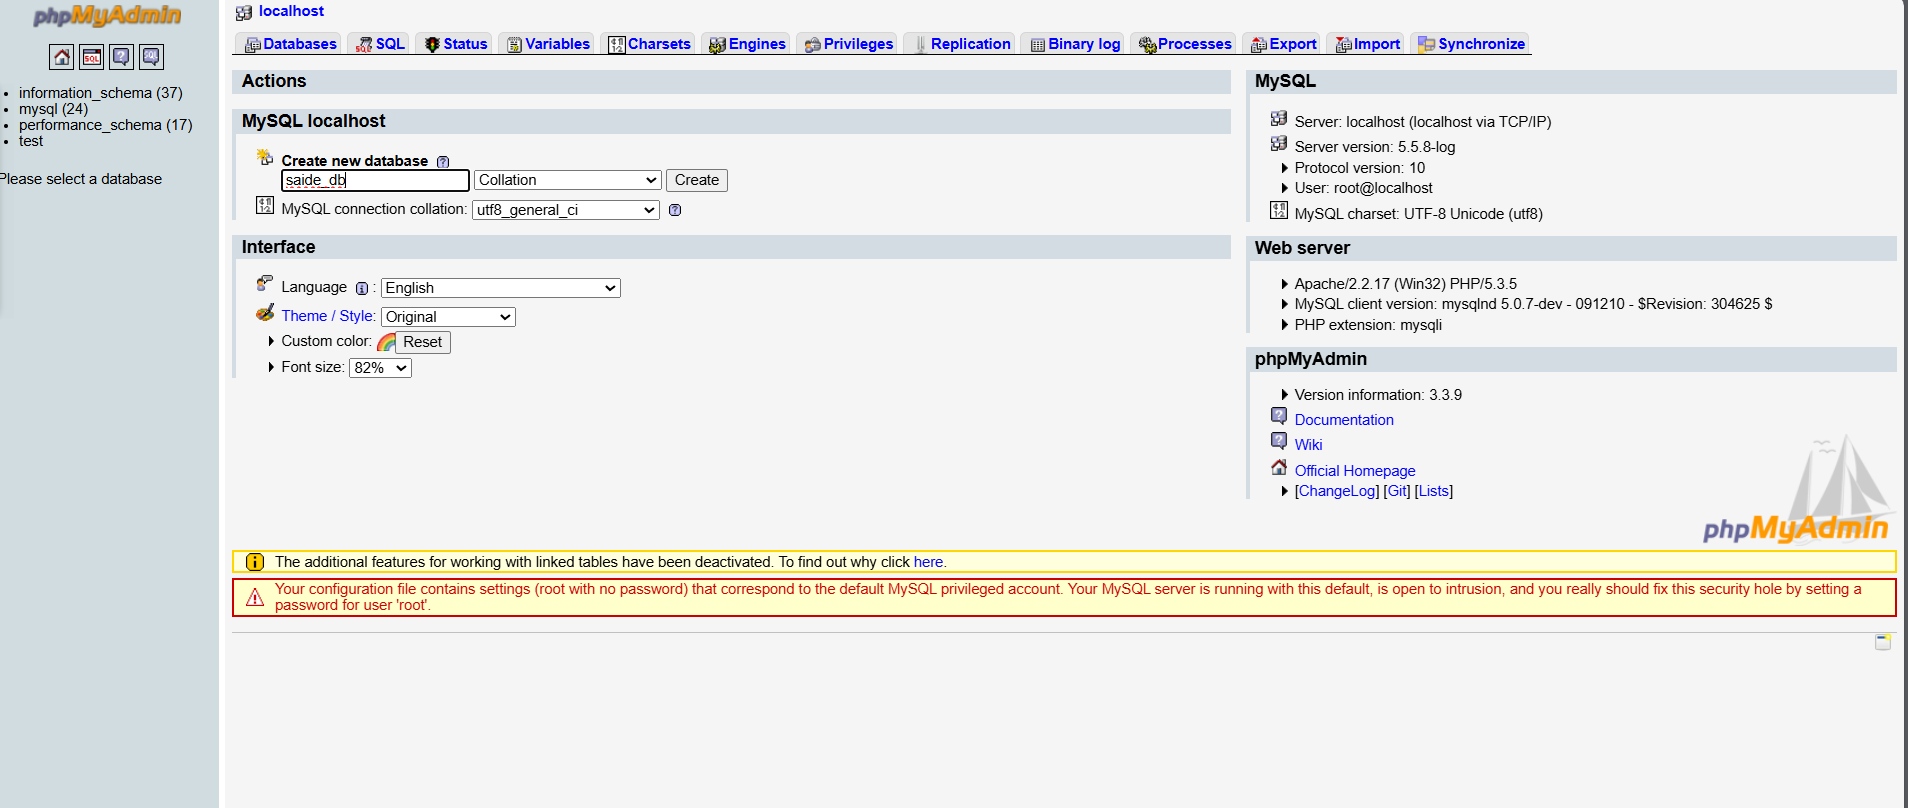 phpMyAdmin
information_schema (37)
mysql (24)
performance_schema (17)
test
Please select a database
localhost
Databases SQL Status Variables Charsets Engines Privileges Replication Binary log Processes Export Import Synchronize
Actions
MySQL localhost
Create new database
saide_db Collation Create
MySQL connection collation: utf8_general_ci
Interface
Language : English
Theme / Style: Original
Custom color: Reset
Font size: 82%
MySQL
Server: localhost (localhost via TCP/IP)
Server version: 5.5.8-log
Protocol version: 10
User: root@localhost
MySQL charset: UTF-8 Unicode (utf8)
Web server
Apache/2.2.17 (Win32) PHP/5.3.5
MySQL client version: mysqlnd 5.0.7-dev - 091210 - $Revision: 304625 $
PHP extension: mysqli
phpMyAdmin
Version information: 3.3.9
Documentation
Wiki
Official Homepage
[ChangeLog] [Git] [Lists]
phpMyAdmin
The additional features for working with linked tables have been deactivated. To find out why click here.
Your configuration file contains settings (root with no password) that correspond to the default MySQL privileged account. Your MySQL server is running with this default, is open to intrusion, and you really should fix this security hole by setting a
password for user 'root'.